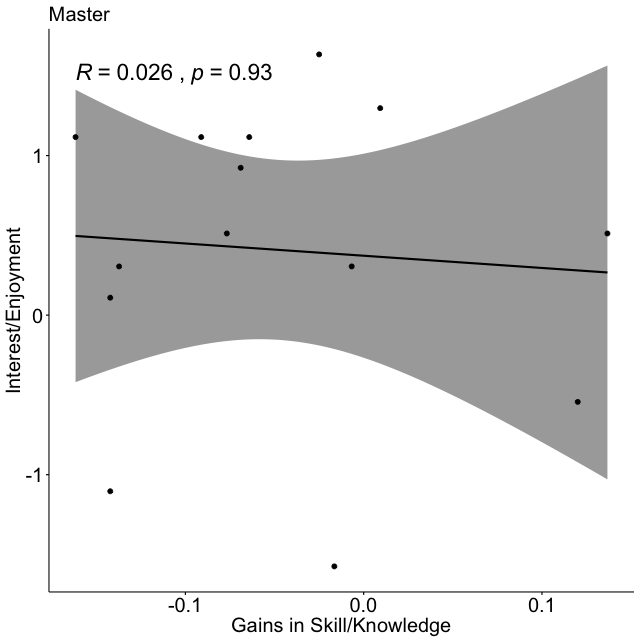 Master
R = 0.026 , p = 0.93
Interest/Enjoyment
1
0
-1
-0.1
0.0
0.1
Gains in Skill/Knowledge